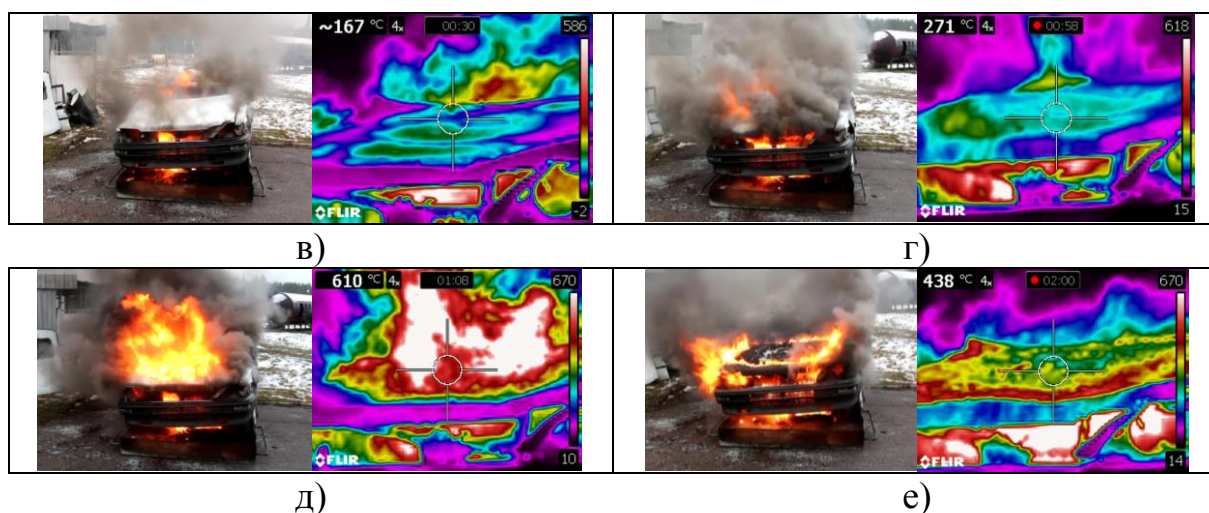 ~167 °C 4x 00:30 586
-2
FLIR
271 °C 4x 00:58 618
15
FLIR
в)
г)
610 °C 4x 01:08 670
10
FLIR
438 °C 4x 02:00 670
14
FLIR
д)
е)